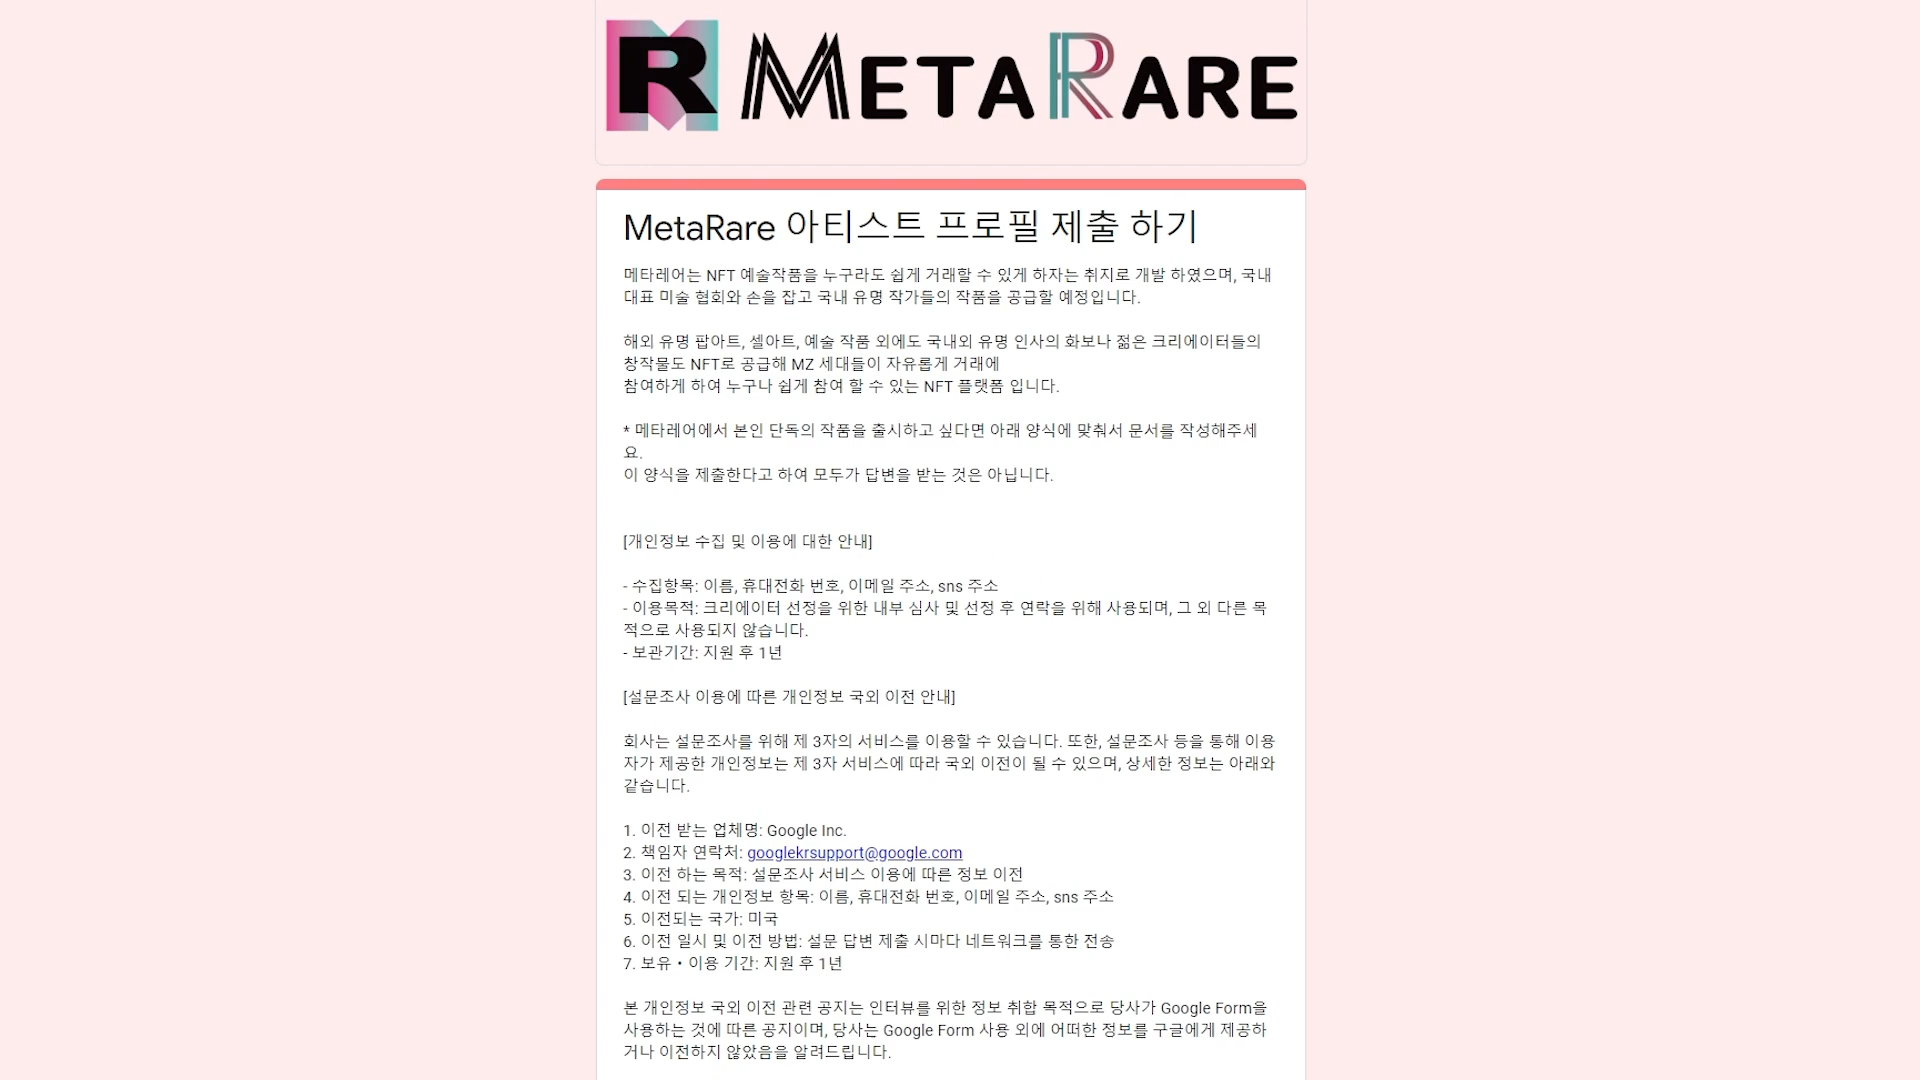 R METARARE
MetaRare 아티스트 프로필 제출 하기
메타레어는 NFT 예술작품을 누구라도 쉽게 거래할 수 있게 하자는 취지로 개발 하였으며, 국내
대표 미술 협회와 손을 잡고 국내 유명 작가들의 작품을 공급할 예정입니다.
해외 유명 팝아트, 셀아트, 예술 작품 외에도 국내외 유명 인사의 화보나 젊은 크리에이터들의
창작물도 NFT로 공급해 MZ 세대들이 자유롭게 거래에
참여하게 하여 누구나 쉽게 참여 할 수 있는 NFT 플랫폼 입니다.
* 메타레어에서 본인 단독의 작품을 출시하고 싶다면 아래 양식에 맞춰서 문서를 작성해주세
요.
이 양식을 제출한다고 하여 모두가 답변을 받는 것은 아닙니다.
[개인정보 수집 및 이용에 대한 안내]
- 수집항목: 이름, 휴대전화 번호, 이메일 주소, sns 주소
- 이용목적: 크리에이터 선정을 위한 내부 심사 및 선정 후 연락을 위해 사용되며, 그 외 다른 목
적으로 사용되지 않습니다.
- 보관기간: 지원 후 1년
[설문조사 이용에 따른 개인정보 국외 이전 안내]
회사는 설문조사를 위해 제 3자의 서비스를 이용할 수 있습니다. 또한, 설문조사 등을 통해 이용
자가 제공한 개인정보는 제 3자 서비스에 따라 국외 이전이 될 수 있으며, 상세한 정보는 아래와
같습니다.
1. 이전 받는 업체명: Google Inc.
2. 책임자 연락처: googlekrsupport@google.com
3. 이전 하는 목적: 설문조사 서비스 이용에 따른 정보 이전
4. 이전 되는 개인정보 항목: 이름, 휴대전화 번호, 이메일 주소, sns 주소
5. 이전되는 국가: 미국
6. 이전 일시 및 이전 방법: 설문 답변 제출 시마다 네트워크를 통한 전송
7. 보유・이용 기간: 지원 후 1년
본 개인정보 국외 이전 관련 공지는 인터뷰를 위한 정보 취합 목적으로 당사가 Google Form을
사용하는 것에 따른 공지이며, 당사는 Google Form 사용 외에 어떠한 정보를 구글에게 제공하
거나 이전하지 않았음을 알려드립니다.